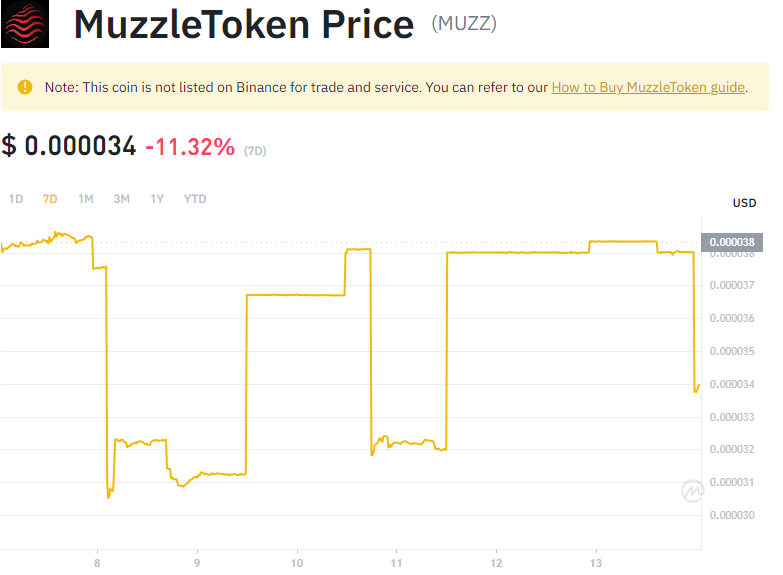 MuzzleToken Price (MUZZ)
Note: This coin is not listed on Binance for trade and service. You can refer to our How to Buy MuzzleToken guide.
$ 0.000034 -11.32% (7D)
1D 7D 1M 3M 1Y YTD
USD
0.000038
0.000038
0.000037
0.000036
0.000035
0.000034
0.000033
0.000032
0.000031
0.000030
8 9 10 11 12 13